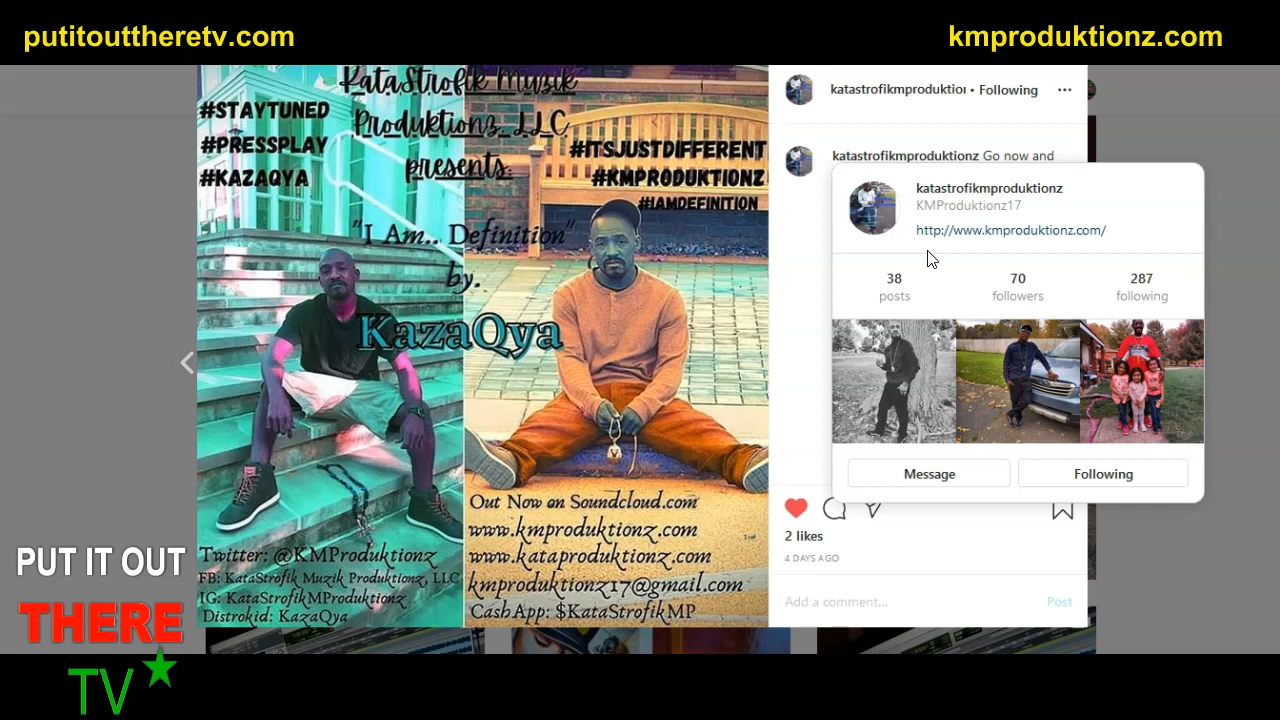 putitouttheretv.com
kmproduktionz.com
KataStrofik Muzik
Produktionz, LLC
presents:
#STAYTUNED
#PRESSPLAY
#KAZAQYA
#ITSJUSTDIFFERENT
#KMPRODUKTIONZ
#IAMDEFINITION
"I Am.. Definition"
by.
KazaQya
Twitter: @KMProduktionz
FB: KataStrofik Muzik Produktionz, LLC
IG: KataStrofikMProduktionz
Distrokid: KazaQya
Out Now on Soundcloud.com
www.kmproduktionz.com
www.kataproduktionz.com
kmproduktionz17@gmail.com
CashApp: $KataStrofikMP
katastrofikmproduktion • Following
katastrofikmproduktionz Go now and
katastrofikmproduktionz
KMProduktionz17
http://www.kmproduktionz.com/
38 70 287
posts followers following
Message Following
2 likes
4 DAYS AGO
Add a comment... Post
PUT IT OUT
THERE
TV